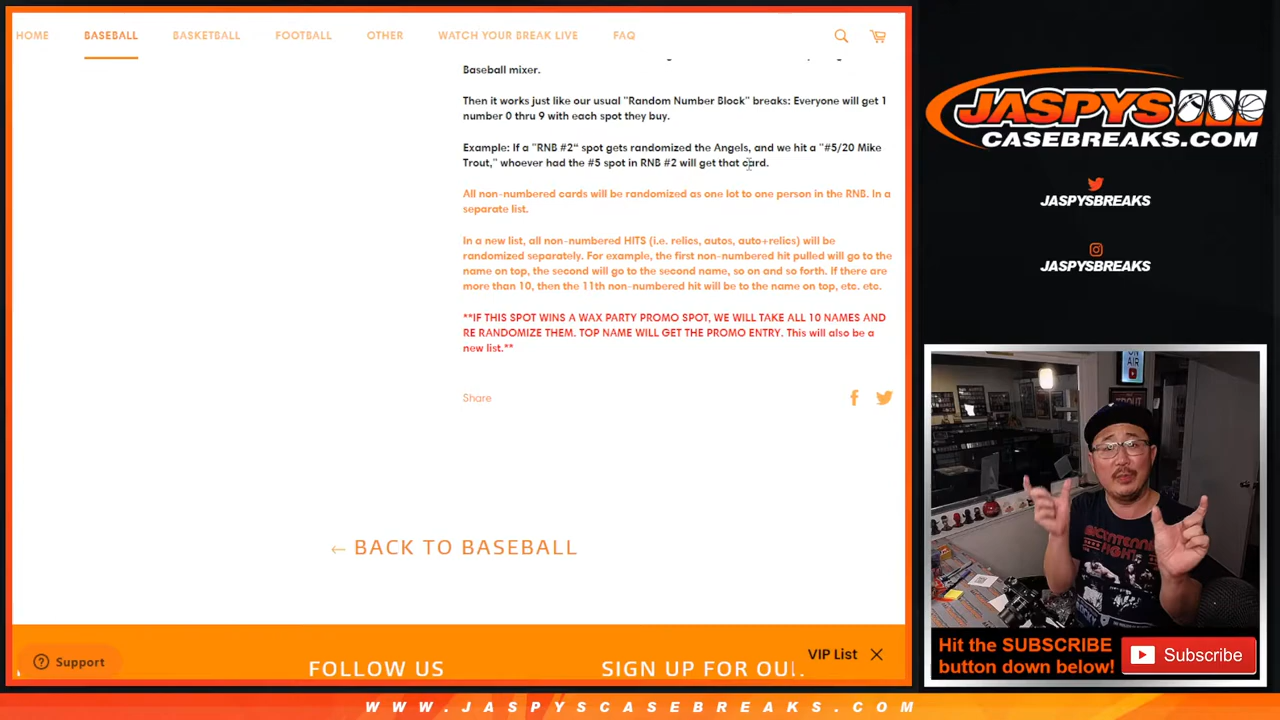 HOME BASEBALL BASKETBALL FOOTBALL OTHER WATCH YOUR BREAK LIVE FAQ
Baseball mixer.
Then it works just like our usual "Random Number Block" breaks: Everyone will get 1
number 0 thru 9 with each spot they buy.
Example: If a "RNB #2" spot gets randomized the Angels, and we hit a "#5/20 Mike
Trout," whoever had the #5 spot in RNB #2 will get that card.
All non-numbered cards will be randomized as one lot to one person in the RNB. In a
separate list.
In a new list, all non-numbered HITS (i.e. relics, autos, auto+relics) will be
randomized separately. For example, the first non-numbered hit pulled will go to the
name on top, the second will go to the second name, so on and so forth. If there are
more than 10, then the 11th non-numbered hit will be to the name on top, etc. etc.
**IF THIS SPOT WINS A WAX PARTY PROMO SPOT, WE WILL TAKE ALL 10 NAMES AND
RE RANDOMIZE THEM. TOP NAME WILL GET THE PROMO ENTRY. This will also be a
new list.**
Share
← BACK TO BASEBALL
Support
FOLLOW US
SIGN UP FOR OU
VIP List
JASPYS
CASEBREAKS.COM
JASPYSBREAKS
JASPYSBREAKS
ON
AIR
TROUT
Hit the SUBSCRIBE
button down below!
Subscribe
WWW.JASPYSCASEBREAKS.COM